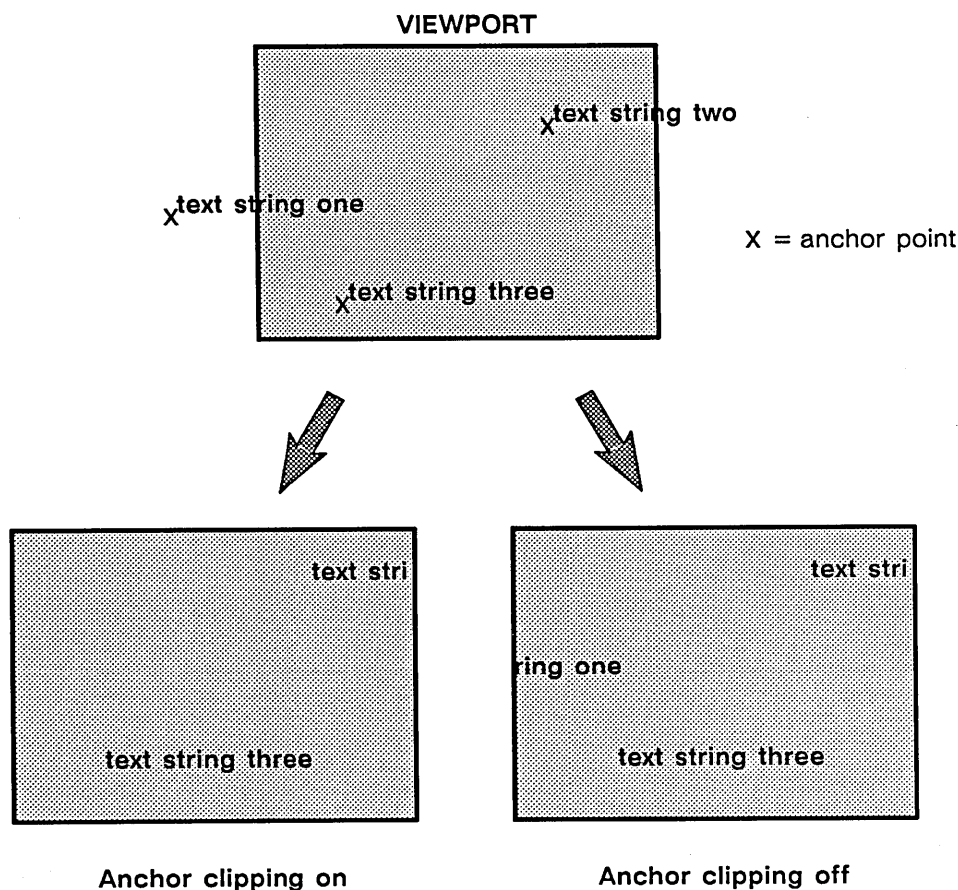 VIEWPORT
x text string two
x text string one
X = anchor point
x text string three
text stri
text stri
ring one
text string three
text string three
Anchor clipping on
Anchor clipping off